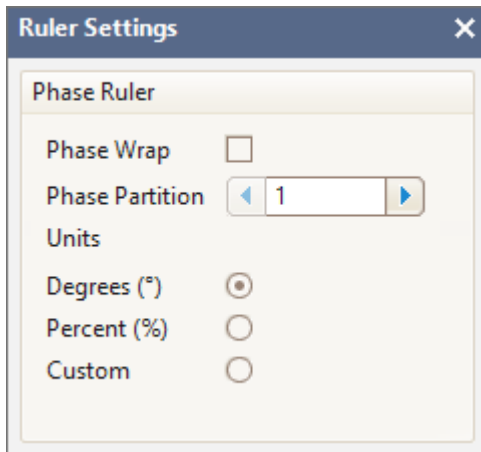 Ruler Settings
Phase Ruler
Phase Wrap
Phase Partition 1
Units
Degrees (°)
Percent (%)
Custom